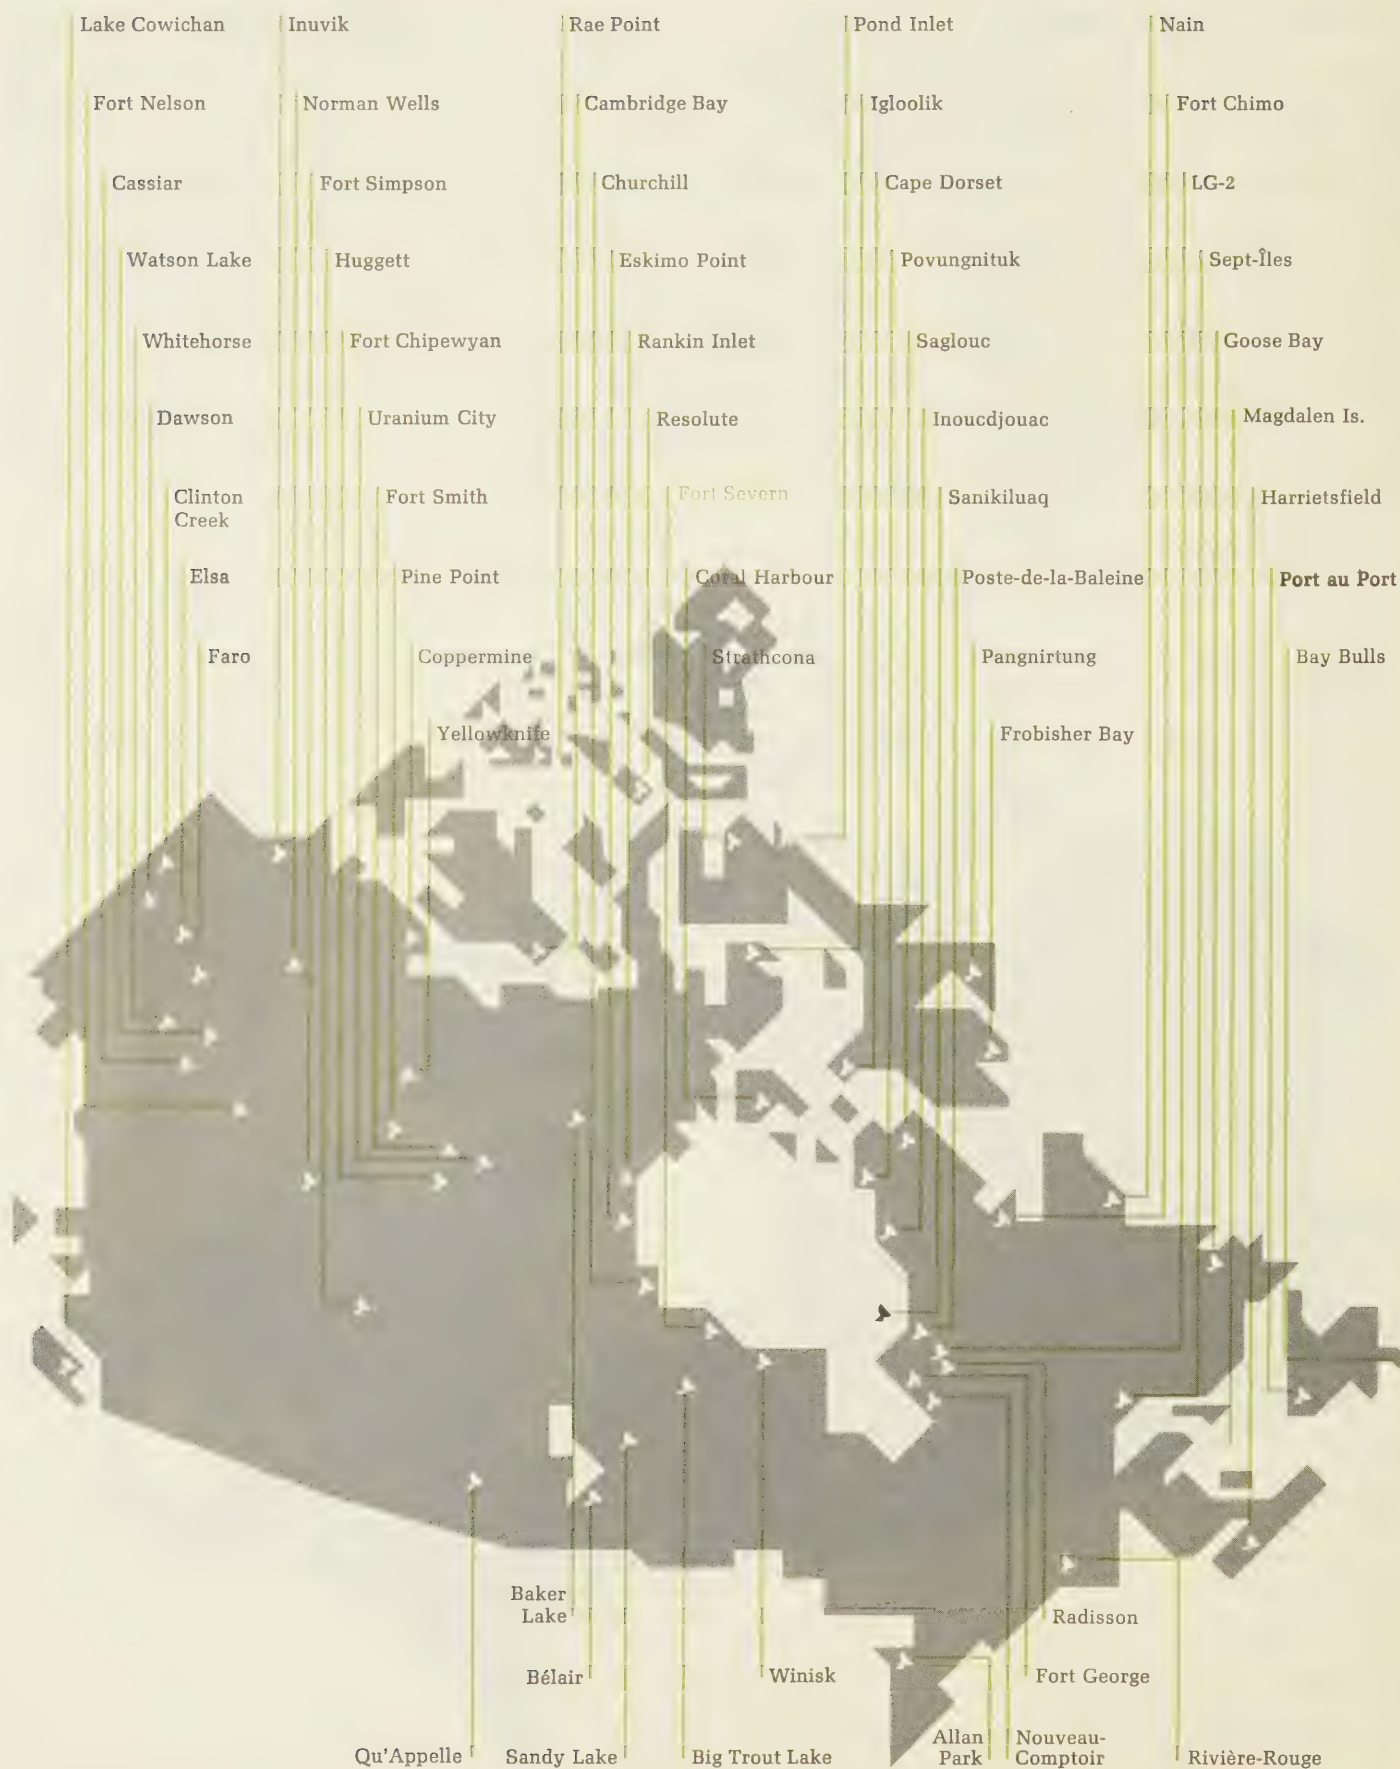 Lake Cowichan
Inuvik
Rae Point
Pond Inlet
Nain
Fort Nelson
Norman Wells
Cambridge Bay
Igloolik
Fort Chimo
Cassiar
Fort Simpson
Churchill
Cape Dorset
LG-2
Watson Lake
Huggett
Eskimo Point
Povungnituk
Sept-Îles
Whitehorse
Fort Chipewyan
Rankin Inlet
Saglouc
Goose Bay
Dawson
Uranium City
Resolute
Inoucdjouac
Magdalen Is.
Clinton
Creek
Fort Smith
Fort Severn
Sanikiluaq
Harrietsfield
Elsa
Pine Point
Coral Harbour
Poste-de-la-Baleine
Port au Port
Faro
Coppermine
Strathcona
Pangnirtung
Bay Bulls
Yellowknife
Frobisher Bay
Baker
Lake
Radisson
Bélair
Winisk
Fort George
Qu'Appelle
Sandy Lake
Big Trout Lake
Allan
Park
Nouveau-
Comptoir
Rivière-Rouge